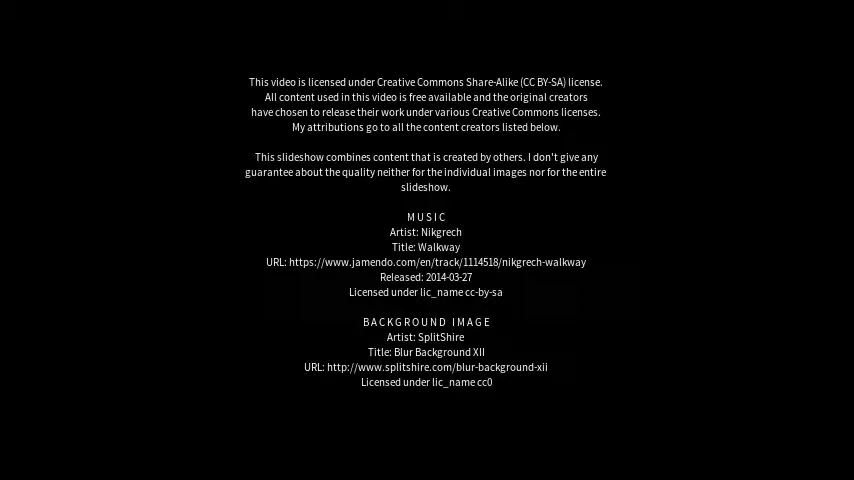 This video is licensed under Creative Commons Share-Alike (CC BY-SA) license.
All content used in this video is free available and the original creators
have chosen to release their work under various Creative Commons licenses.
My attributions go to all the content creators listed below.
This slideshow combines content that is created by others. I don't give any
guarantee about the quality neither for the individual images nor for the entire
slideshow.
MUSIC
Artist: Nikgrech
Title: Walkway
URL: https://www.jamendo.com/en/track/1114518/nikgrech-walkway
Released: 2014-03-27
Licensed under lic_name cc-by-sa
BACKGROUND IMAGE
Artist: SplitShire
Title: Blur Background XII
URL: http://www.splitshire.com/blur-background-xii
Licensed under lic_name cc0